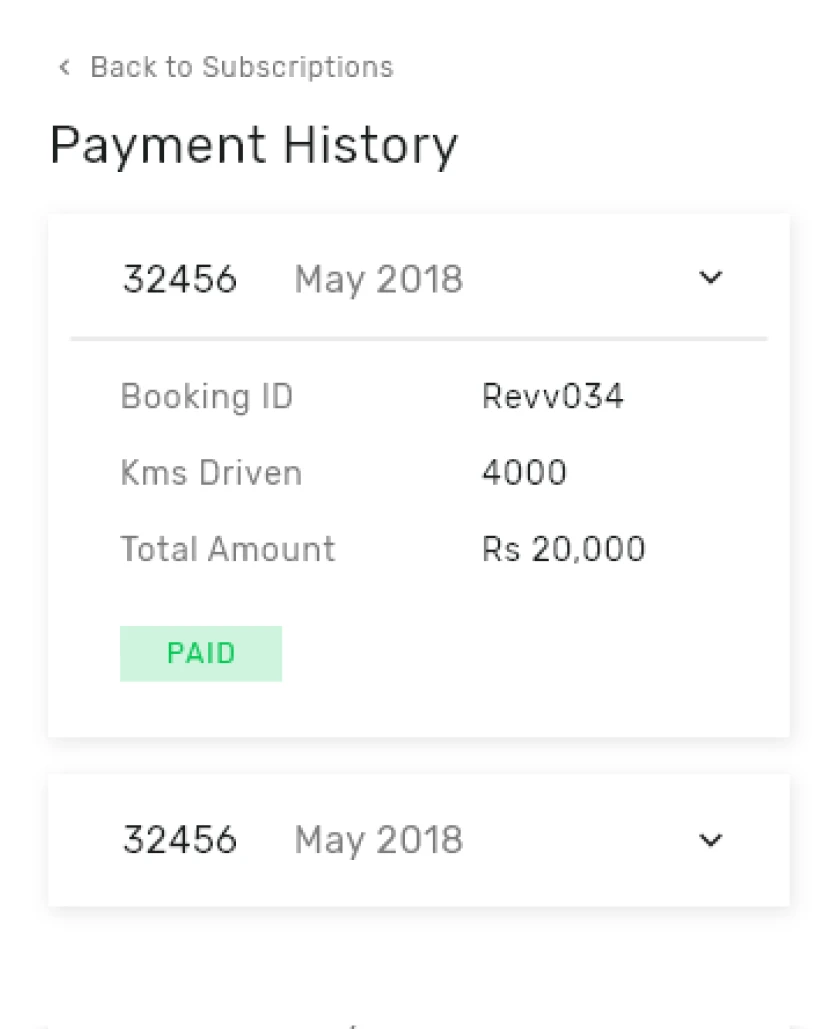 Back to Subscriptions
Payment History
32456 May 2018
Booking ID Revv034
Kms Driven 4000
Total Amount Rs 20,000
PAID
32456 May 2018